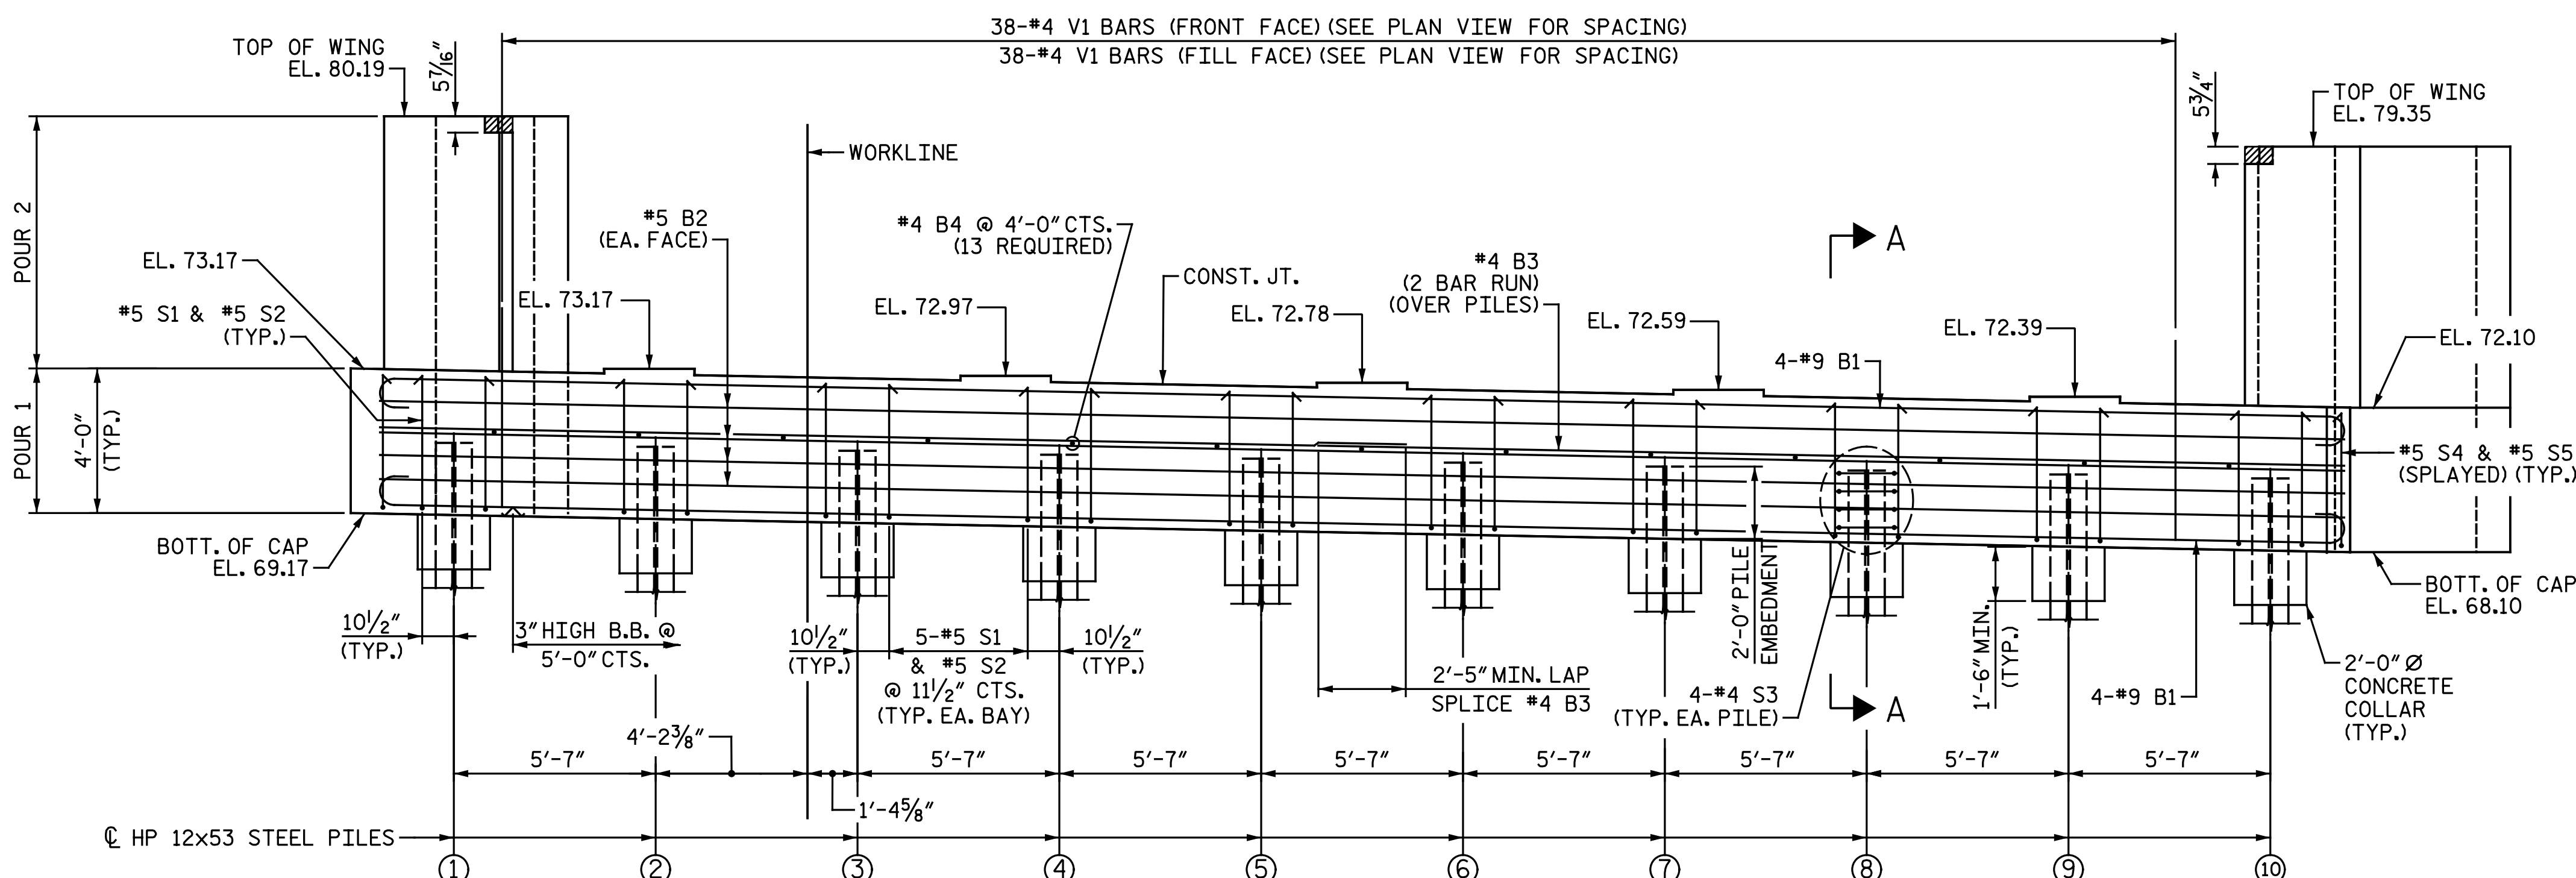 38-#4 V1 BARS (FRONT FACE) (SEE PLAN VIEW FOR SPACING)
38-#4 V1 BARS (FILL FACE) (SEE PLAN VIEW FOR SPACING)
TOP OF WING
EL. 80.19
5 7/16"
5 3/4"
TOP OF WING
EL. 79.35
WORKLINE
POUR 2
#5 B2
(EA. FACE)
#4 B4 @ 4'-0" CTS.
(13 REQUIRED)
A
EL. 73.17
#4 B3
(2 BAR RUN)
(OVER PILES)
CONST. JT.
EL. 73.17
EL. 72.97
EL. 72.78
EL. 72.59
EL. 72.39
EL. 72.10
#5 S1 & #5 S2
(TYP.)
4-#9 B1
POUR 1
4'-0"
(TYP.)
#5 S4 & #5 S5
(SPLAYED) (TYP.)
BOTT. OF CAP
EL. 69.17
2'-0" PILE
EMBEDMENT
BOTT. OF CAP
EL. 68.10
10 1/2"
(TYP.)
3" HIGH B.B. @
5'-0" CTS.
10 1/2"
(TYP.)
5-#5 S1
& #5 S2
@ 11 1/2" CTS.
(TYP. EA. BAY)
10 1/2"
(TYP.)
2'-5" MIN. LAP
SPLICE #4 B3
4-#4 S3
(TYP. EA. PILE)
A
1'-6" MIN.
(TYP.)
4-#9 B1
2'-0" Ø
CONCRETE
COLLAR
(TYP.)
4'-2 3/8"
5'-7"
5'-7"
5'-7"
5'-7"
5'-7"
5'-7"
5'-7"
5'-7"
1'-4 5/8"
℄ HP 12x53 STEEL PILES
1
2
3
4
5
6
7
8
9
10